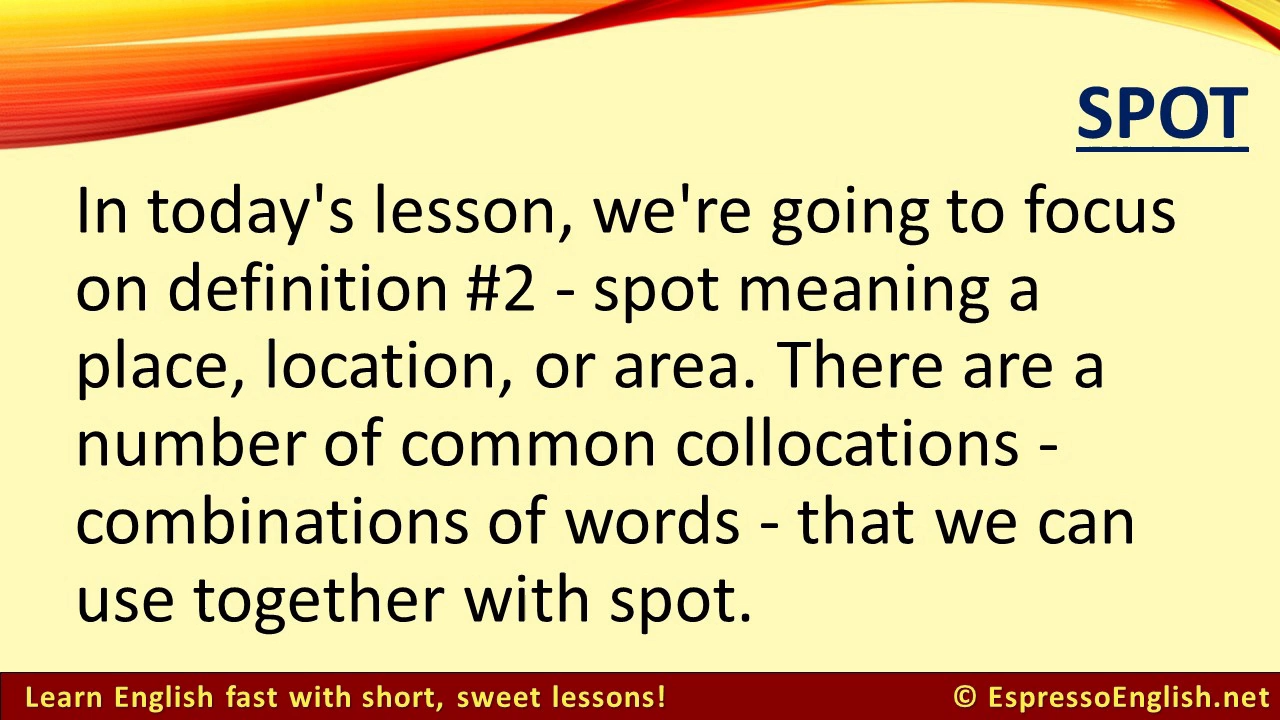 SPOT
In today's lesson, we're going to focus
on definition #2 - spot meaning a
place, location, or area. There are a
number of common collocations -
combinations of words - that we can
use together with spot.
Learn English fast with short, sweet lessons!
© EspressoEnglish.net